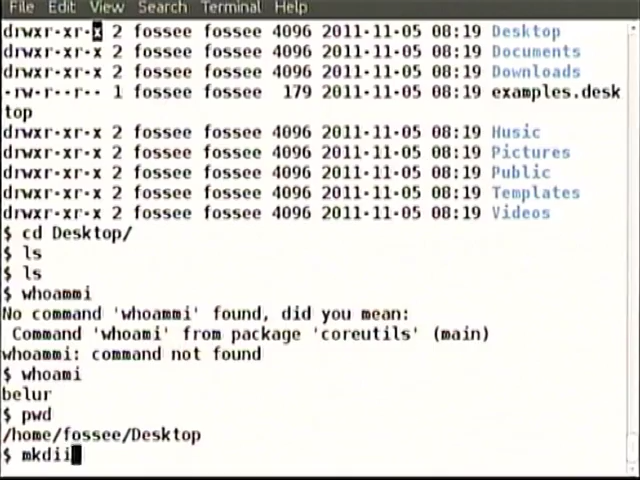 File Edit View Search Terminal Help
drwxr-xr-x 2 fossee fossee 4096 2011-11-05 08:19 Desktop
drwxr-xr-x 2 fossee fossee 4096 2011-11-05 08:19 Documents
drwxr-xr-x 2 fossee fossee 4096 2011-11-05 08:19 Downloads
-rw-r--r-- 1 fossee fossee  179 2011-11-05 08:19 examples.desk
top
drwxr-xr-x 2 fossee fossee 4096 2011-11-05 08:19 Music
drwxr-xr-x 2 fossee fossee 4096 2011-11-05 08:19 Pictures
drwxr-xr-x 2 fossee fossee 4096 2011-11-05 08:19 Public
drwxr-xr-x 2 fossee fossee 4096 2011-11-05 08:19 Templates
drwxr-xr-x 2 fossee fossee 4096 2011-11-05 08:19 Videos
$ cd Desktop/
$ ls
$ ls
$ whoammi
No command 'whoammi' found, did you mean:
 Command 'whoami' from package 'coreutils' (main)
whoammi: command not found
$ whoami
belur
$ pwd
/home/fossee/Desktop
$ mkdii